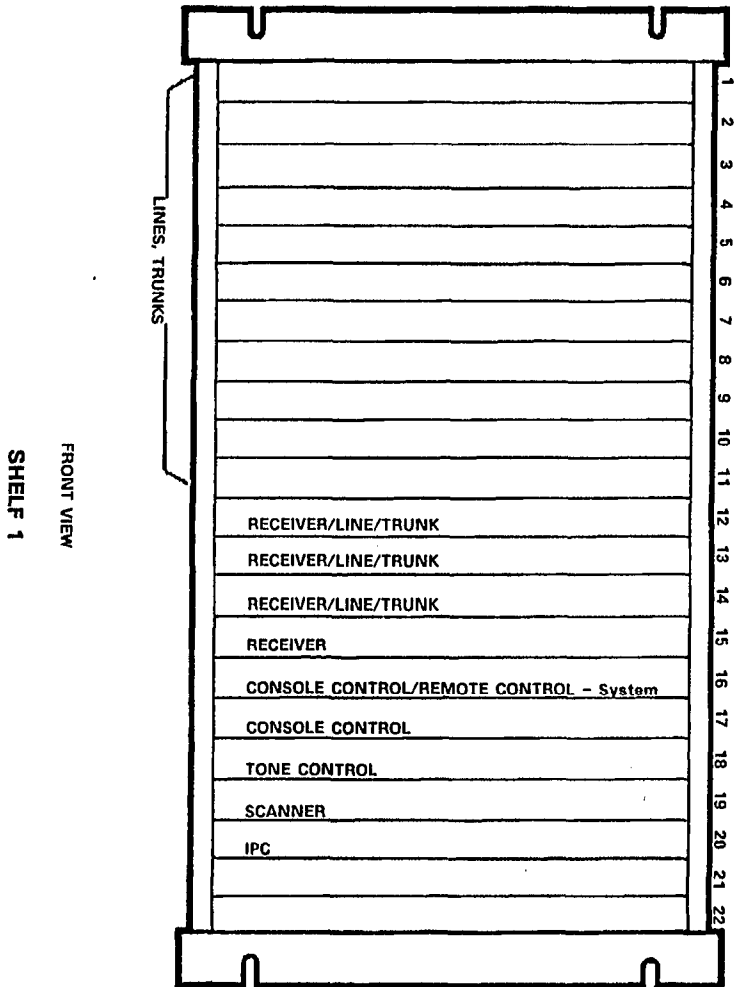 1
2
3
4
5
6
7
8
9
10
11
12
13
14
15
16
17
18
19
20
21
22
LINES, TRUNKS
RECEIVER/LINE/TRUNK
RECEIVER/LINE/TRUNK
RECEIVER/LINE/TRUNK
RECEIVER
CONSOLE CONTROL/REMOTE CONTROL - System
CONSOLE CONTROL
TONE CONTROL
SCANNER
IPC
FRONT VIEW
SHELF 1